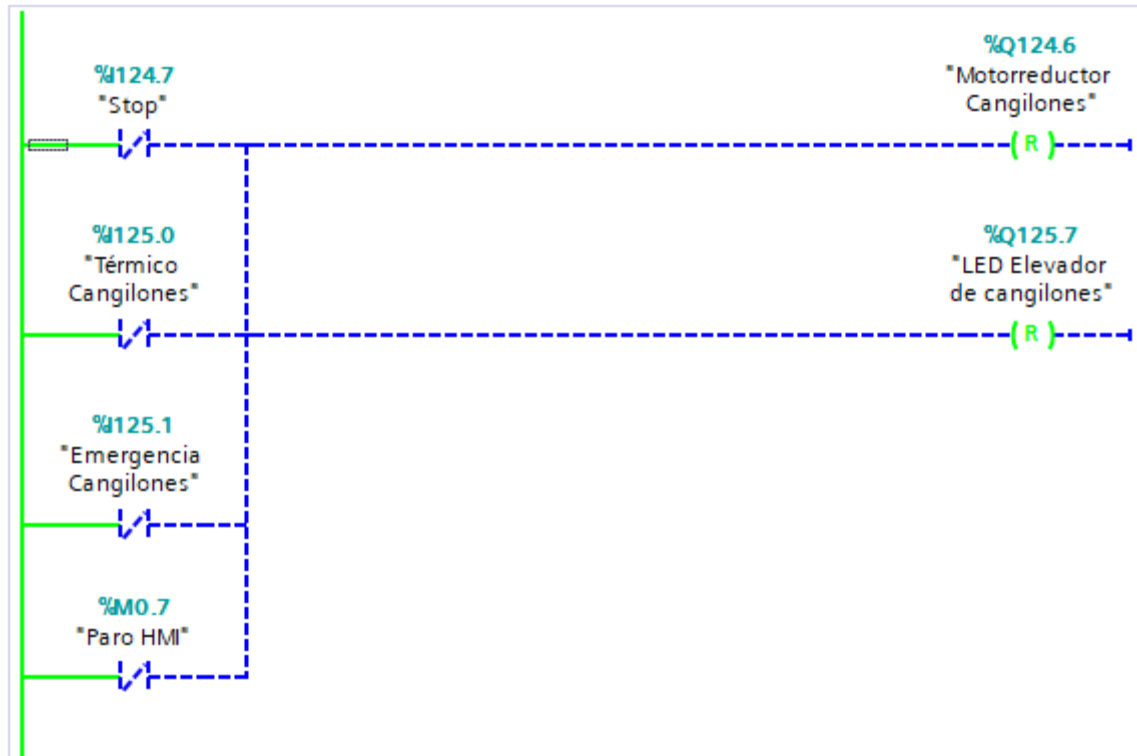 %Q124.6
"Motorreductor
Cangilones"
%I124.7
"Stop"
R
%I125.0
"Térmico
Cangilones"
%Q125.7
"LED Elevador
de cangilones"
R
%I125.1
"Emergencia
Cangilones"
%M0.7
"Paro HMI"